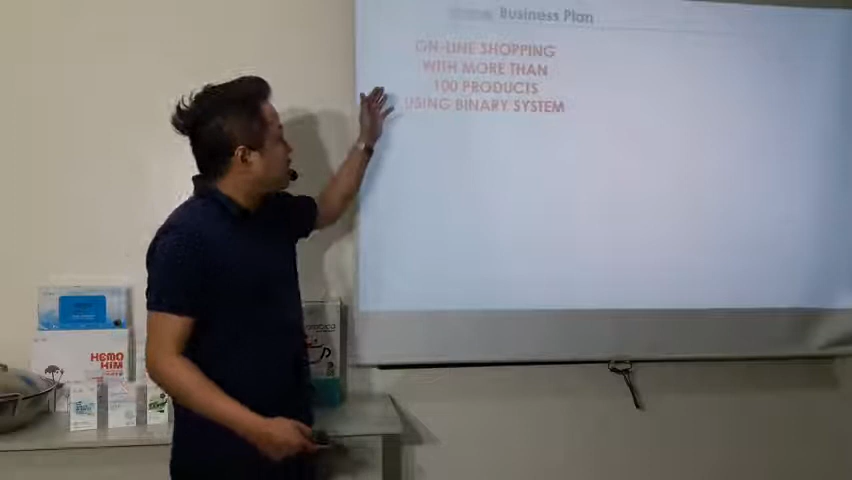 Business Plan
ON-LINE SHOPPING
WITH MORE THAN
100 PRODUCTS
USING BINARY SYSTEM
HEMO
HIM